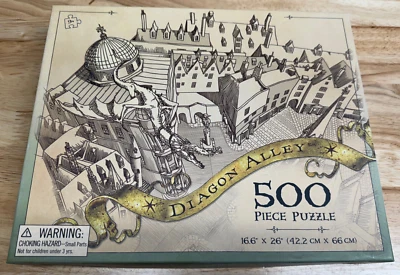 DIAGON ALLEY
500
PIECE PUZZLE
16.6" X 26" (42.2 CM X 66 CM)
WARNING:
CHOKING HAZARD—Small Parts
Not for children under 3 yrs.